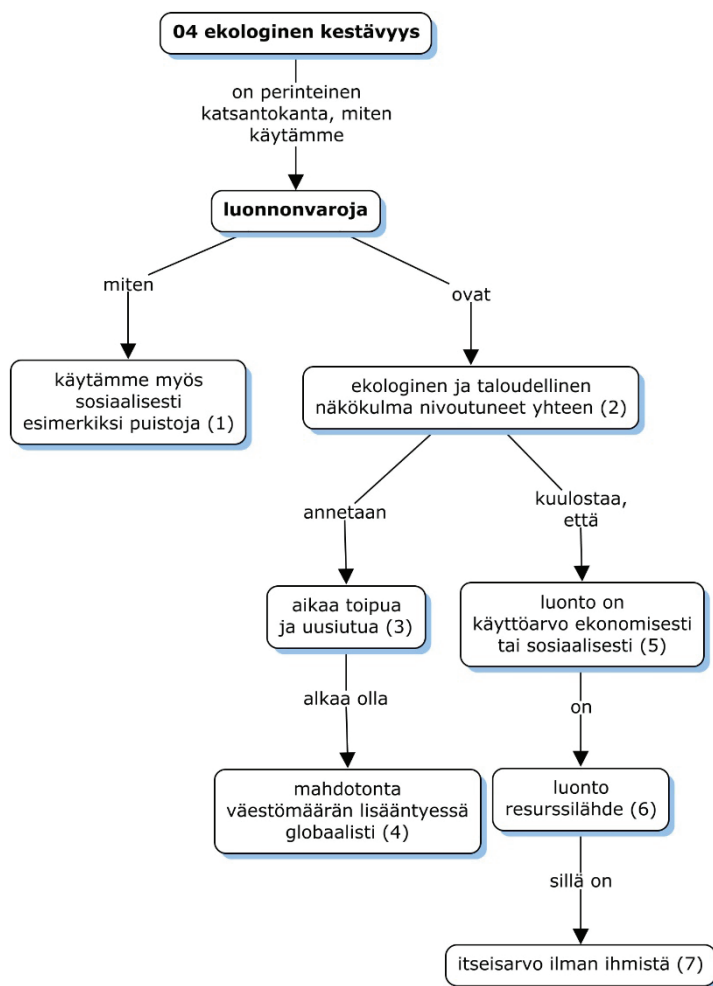 04 ekologinen kestävyys
on perinteinen
katsantokanta, miten
käytämme
luonnonvaroja
miten
ovat
käytämme myös
sosiaalisesti
esimerkiksi puistoja (1)
ekologinen ja taloudellinen
näkökulma nivoutuneet yhteen (2)
annetaan
kuulostaa,
että
aikaa toipua
ja uusiutua (3)
luonto on
käyttöarvo ekonomisesti
tai sosiaalisesti (5)
alkaa olla
on
mahdotonta
väestömäärän lisääntyessä
globaalisti (4)
luonto
resurssilähde (6)
sillä on
itseisarvo ilman ihmistä (7)